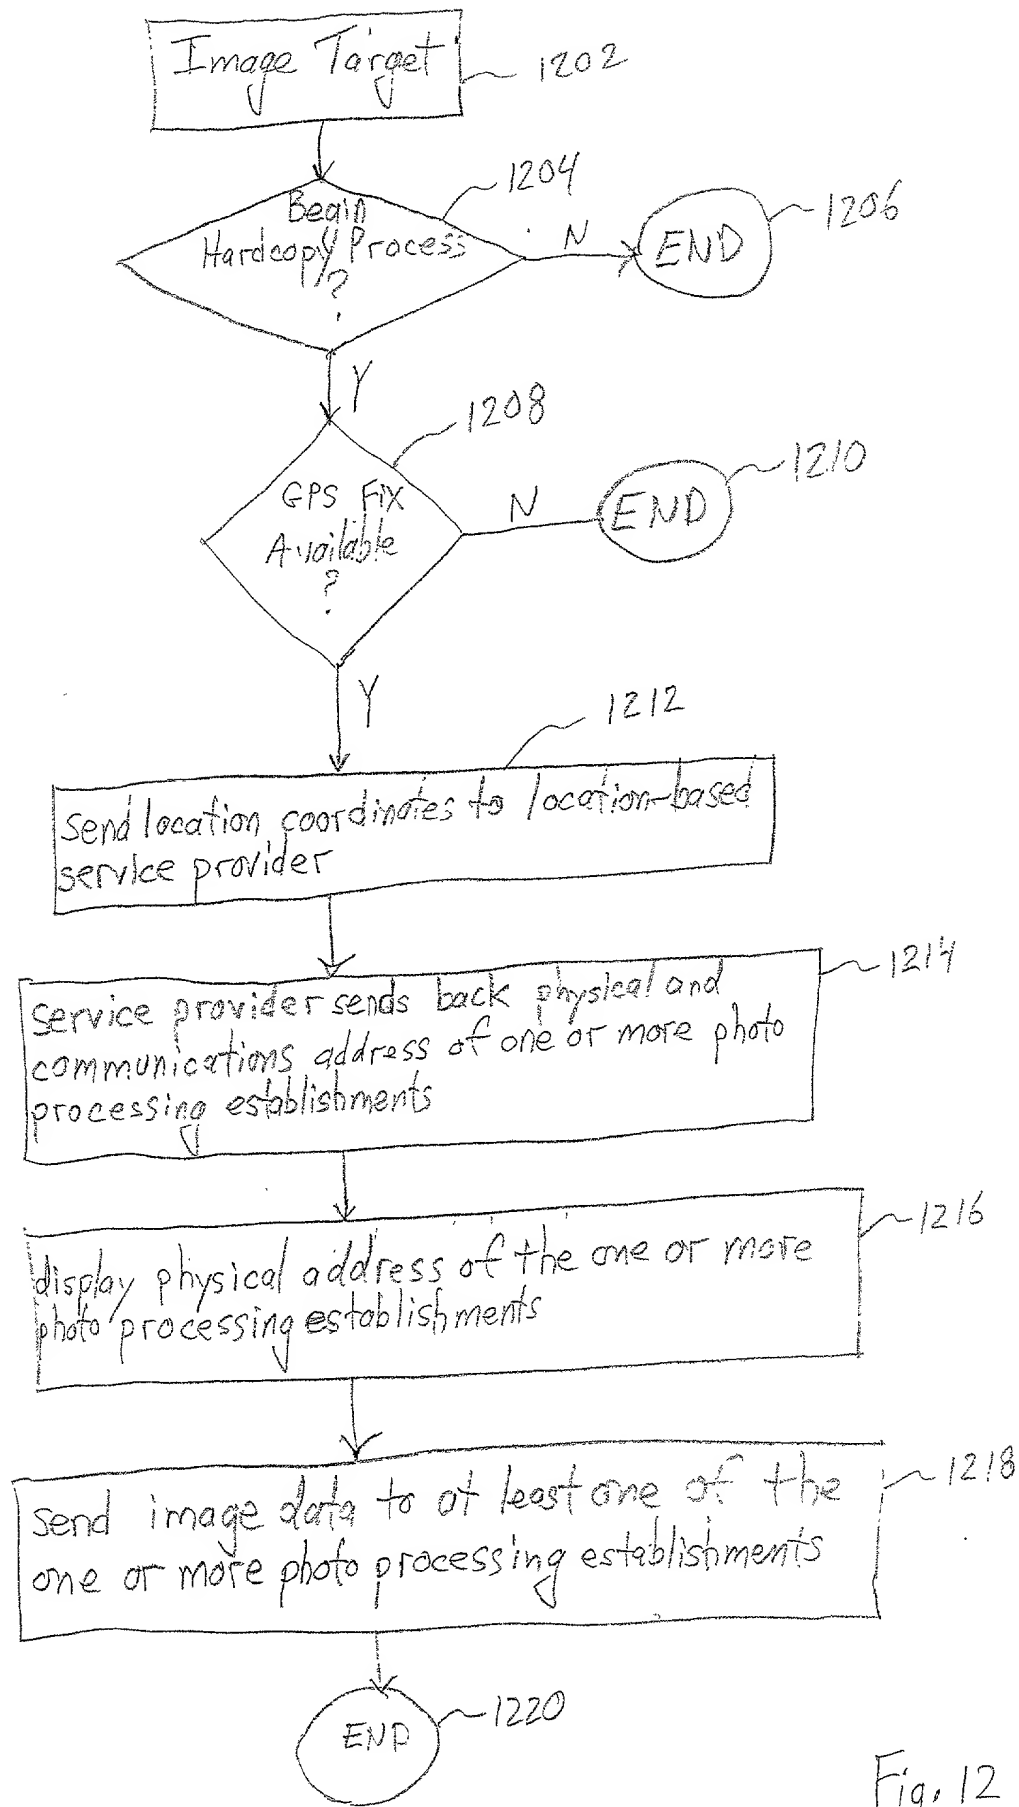 Image Target
1202
1204
Begin
Hardcopy Process
?
N
END
1206
Y
1208
GPS Fix
Available
?
N
END
1210
Y
1212
send location coordinates to location-based
service provider
1214
service provider sends back physical and
communications address of one or more photo
processing establishments
1216
display physical address of the one or more
photo processing establishments
1218
send image data to at least one of the
one or more photo processing establishments
1220
END
Fig. 12